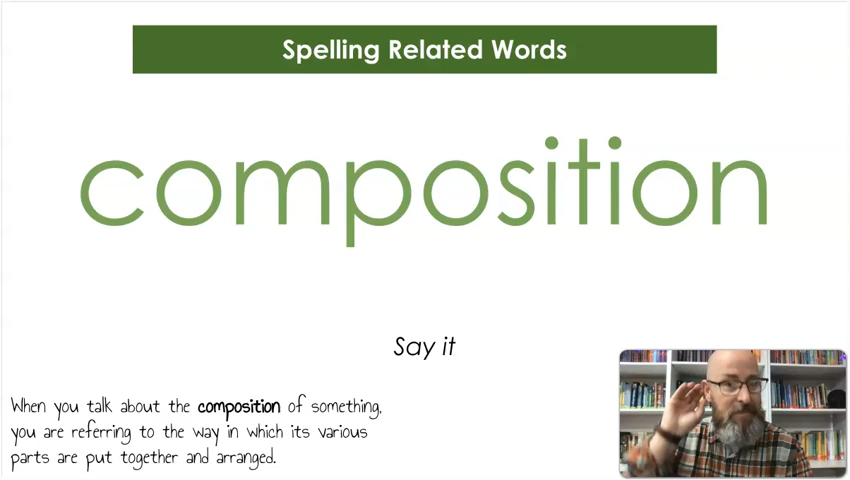 Spelling Related Words
composition
Say it
When you talk about the composition of something,
you are referring to the way in which its various
parts are put together and arranged.